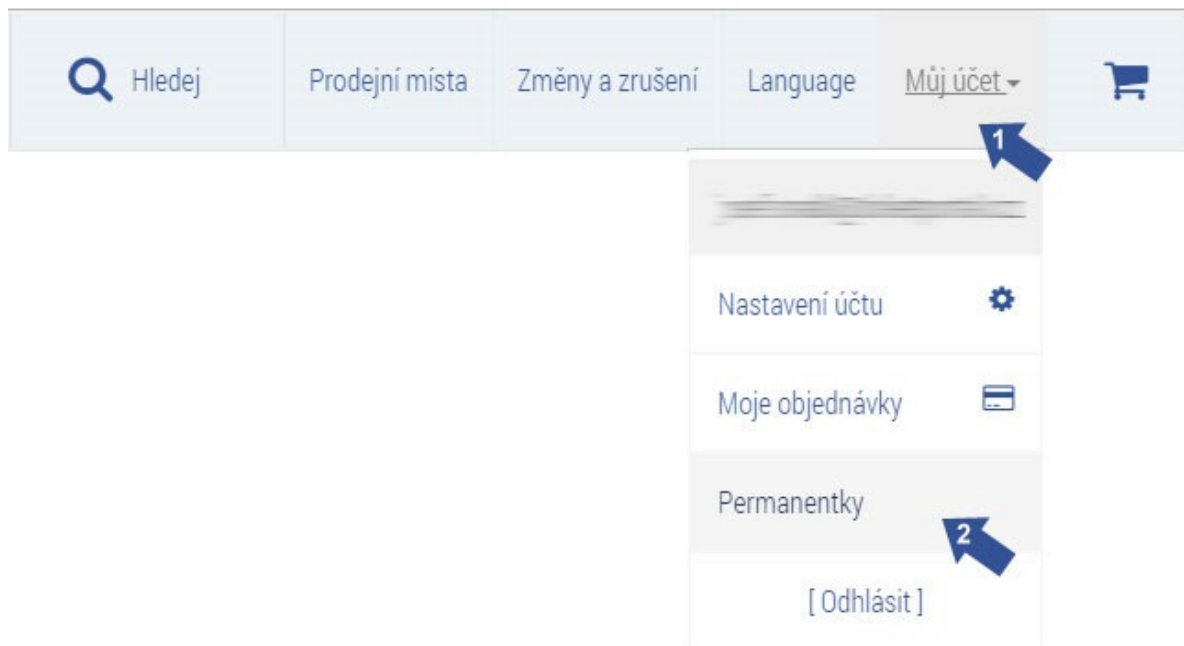 Hledej Prodejní místa Změny a zrušení Language Můj účet
1
Nastavení účtu
Moje objednávky
Permanentky
2
[ Odhlásit ]